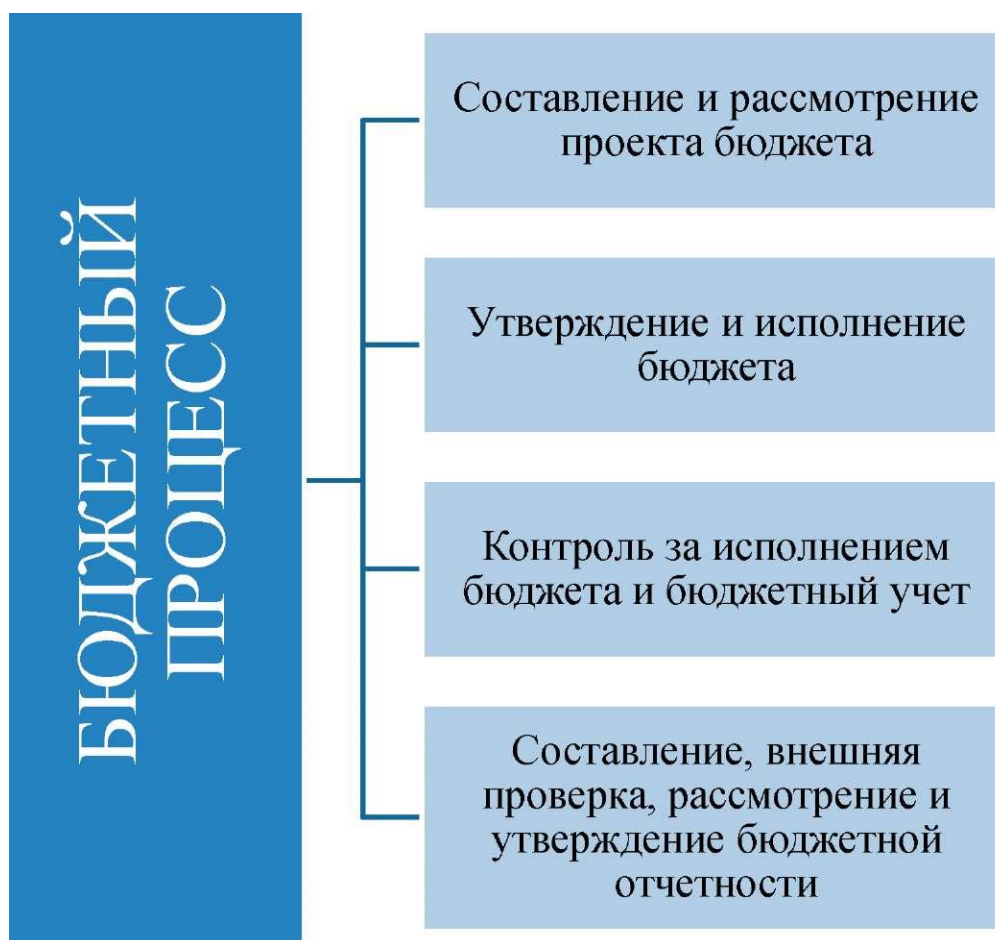 БЮДЖЕТНЫЙ
ПРОЦЕСС
Составление и рассмотрение
проекта бюджета
Утверждение и исполнение
бюджета
Контроль за исполнением
бюджета и бюджетный учет
Составление, внешняя
проверка, рассмотрение и
утверждение бюджетной
отчетности